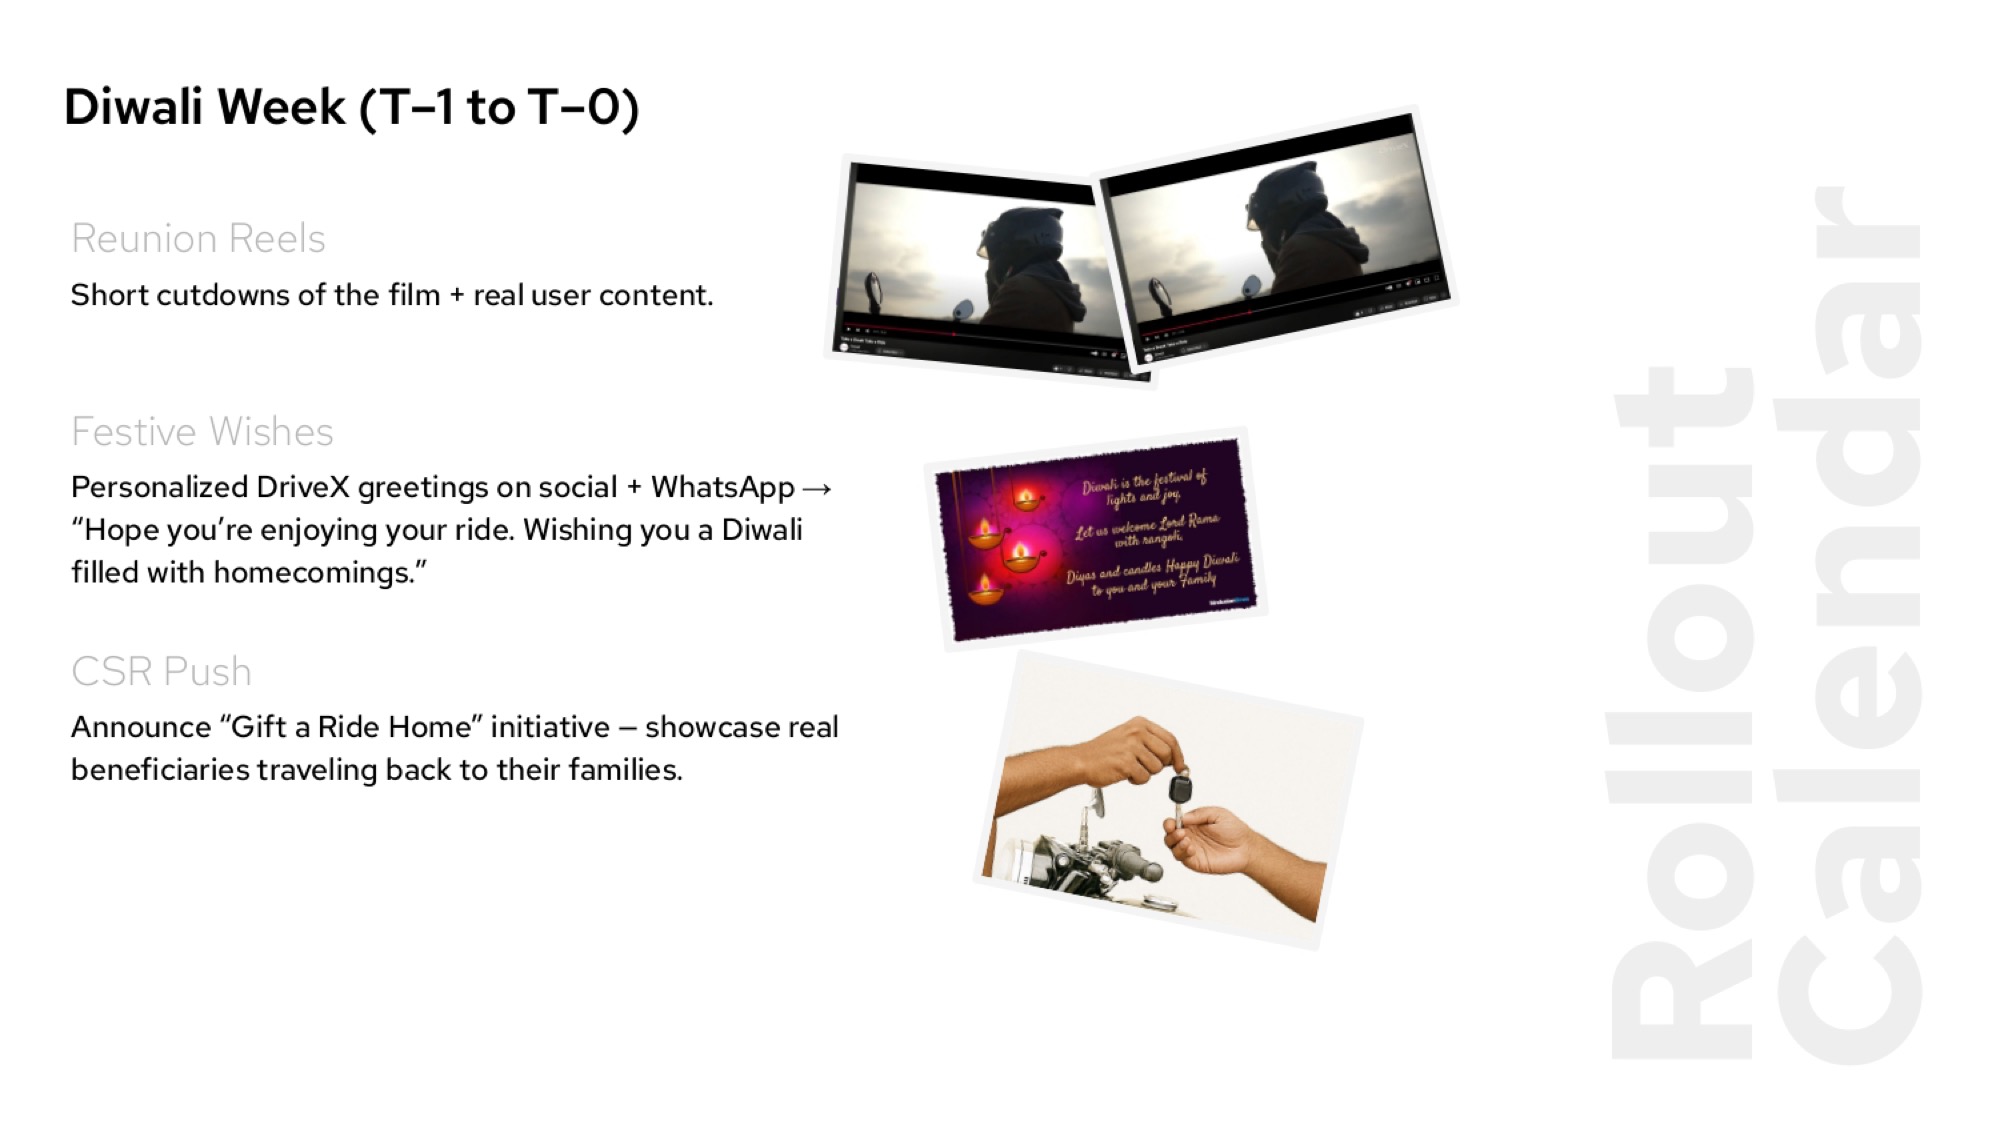 Diwali Week (T–1 to T–0)
Reunion Reels
Short cutdowns of the film + real user content.
Festive Wishes
Personalized DriveX greetings on social + WhatsApp →
“Hope you’re enjoying your ride. Wishing you a Diwali
filled with homecomings.”
CSR Push
Announce “Gift a Ride Home” initiative – showcase real
beneficiaries traveling back to their families.
Diwali is the festival of
lights and joy,
Let us welcome Lord Rama
with rangoli,
Diyas and candles Happy Diwali
to you and your Family
Rollout
Calendar